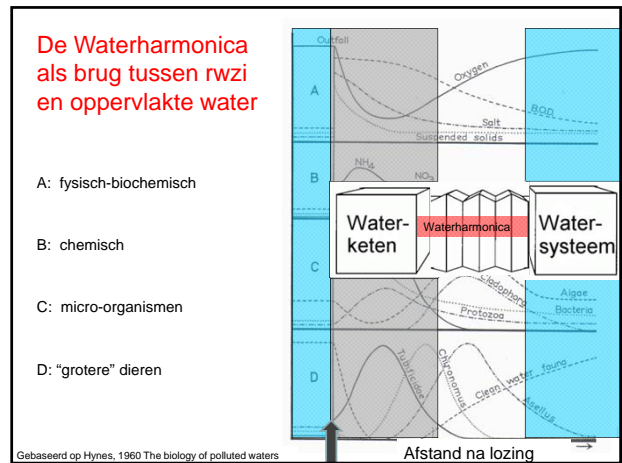 De Waterharmonica
als brug tussen rwzi
en oppervlakte water
A: fysisch-biochemisch
B: chemisch
C: micro-organismen
D: “grotere” dieren
Gebaseerd op Hynes, 1960 The biology of polluted waters
Outfall
Oxygen
A
BOD
Salt
Suspended solids
NH4
B
NO3
Water-
keten
Waterharmonica
Water-
systeem
C
Cladophora
Algae
Bacteria
Protozoa
D
Tubificidae
Chironomus
Clean water fauna
Asellus
Afstand na lozing